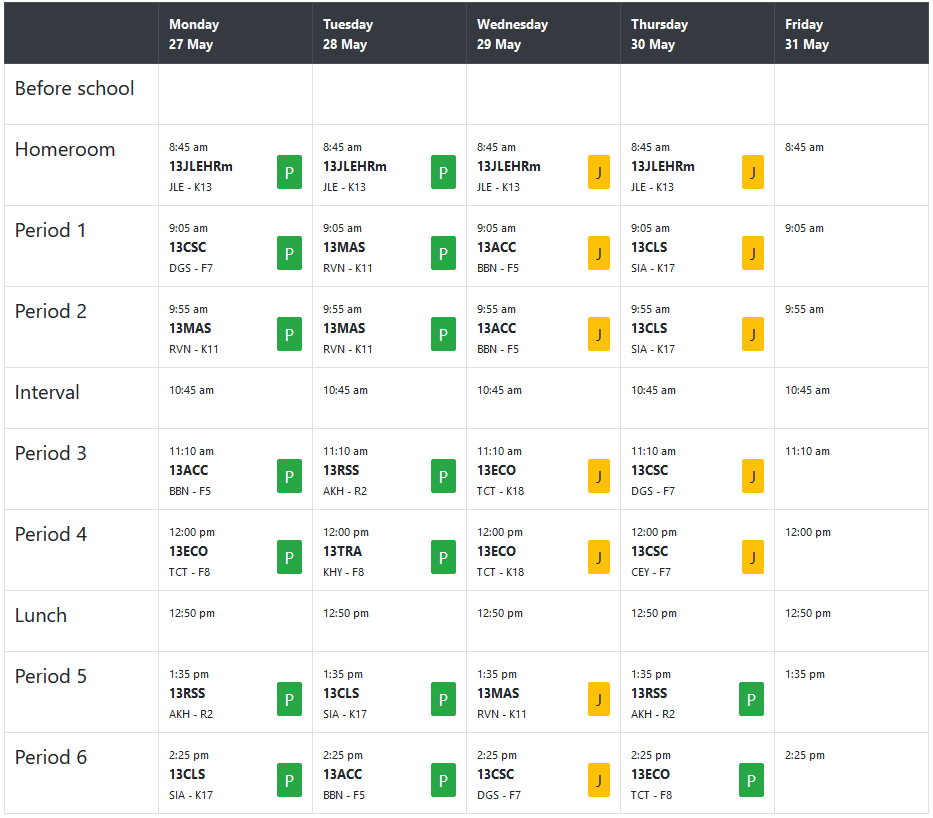 Monday Tuesday Wednesday Thursday Friday
27 May 28 May 29 May 30 May 31 May
Before school
Homeroom 8:45 am 8:45 am 8:45 am 8:45 am 8:45 am
13JLEHRm P 13JLEHRm P 13JLEHRm J 13JLEHRm J
JLE - K13 JLE - K13 JLE - K13 JLE - K13
Period 1 9:05 am 9:05 am 9:05 am 9:05 am 9:05 am
13CSC P 13MAS P 13ACC J 13CLS J
DGS - F7 RVN - K11 BBN - F5 SIA - K17
Period 2 9:55 am 9:55 am 9:55 am 9:55 am 9:55 am
13MAS P 13MAS P 13ACC J 13CLS J
RVN - K11 RVN - K11 BBN - F5 SIA - K17
Interval 10:45 am 10:45 am 10:45 am 10:45 am 10:45 am
Period 3 11:10 am 11:10 am 11:10 am 11:10 am 11:10 am
13ACC P 13RSS P 13ECO J 13CSC J
BBN - F5 AKH - R2 TCT - K18 DGS - F7
Period 4 12:00 pm 12:00 pm 12:00 pm 12:00 pm 12:00 pm
13ECO P 13TRA P 13ECO J 13CSC J
TCT - F8 KHY - F8 TCT - K18 CEY - F7
Lunch 12:50 pm 12:50 pm 12:50 pm 12:50 pm 12:50 pm
Period 5 1:35 pm 1:35 pm 1:35 pm 1:35 pm 1:35 pm
13RSS P 13CLS P 13MAS J 13RSS P
AKH - R2 SIA - K17 RVN - K11 AKH - R2
Period 6 2:25 pm 2:25 pm 2:25 pm 2:25 pm 2:25 pm
13CLS P 13ACC P 13CSC J 13ECO P
SIA - K17 BBN - F5 DGS - F7 TCT - F8